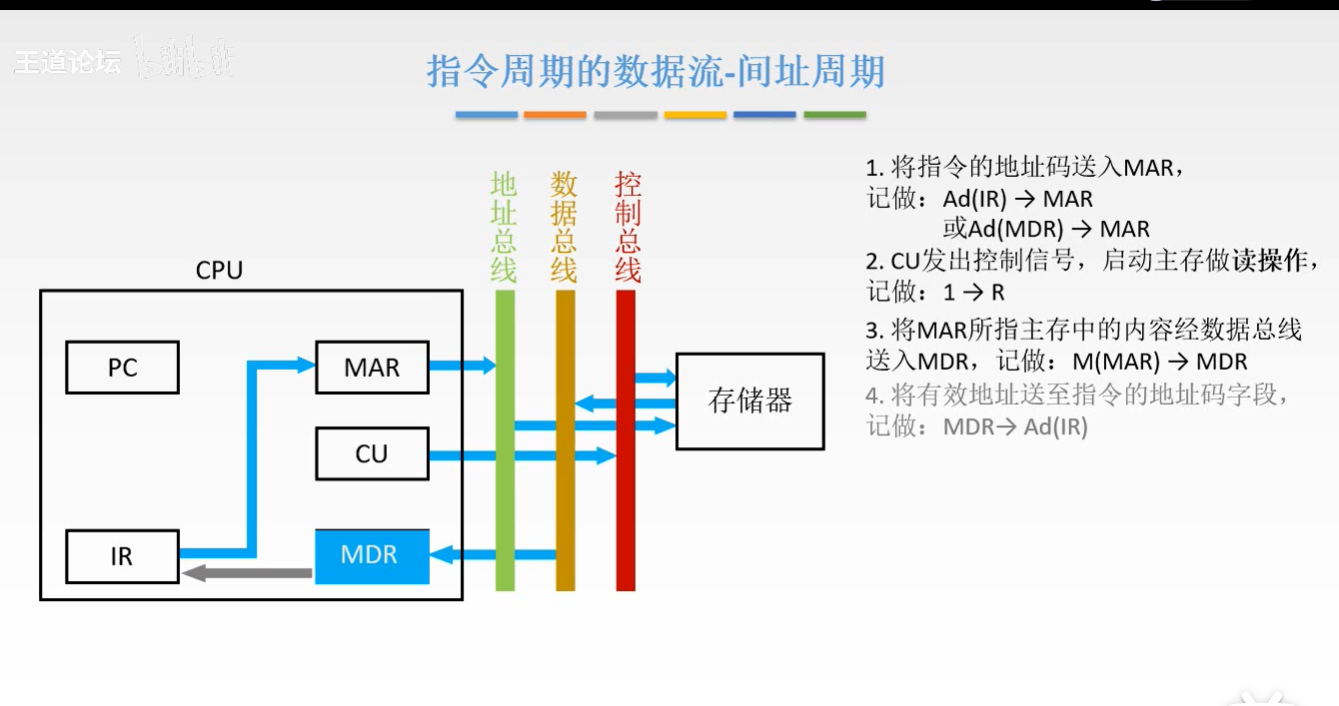 王道论坛 bilibili
指令周期的数据流-间址周期
地址总线
数据总线
控制总线
CPU
PC
MAR
CU
IR
MDR
存储器
1. 将指令的地址码送入MAR，
记做：Ad(IR) → MAR
或Ad(MDR) → MAR
2. CU发出控制信号，启动主存做读操作，
记做：1 → R
3. 将MAR所指主存中的内容经数据总线
送入MDR，记做：M(MAR) → MDR
4. 将有效地址送至指令的地址码字段，
记做：MDR→ Ad(IR)